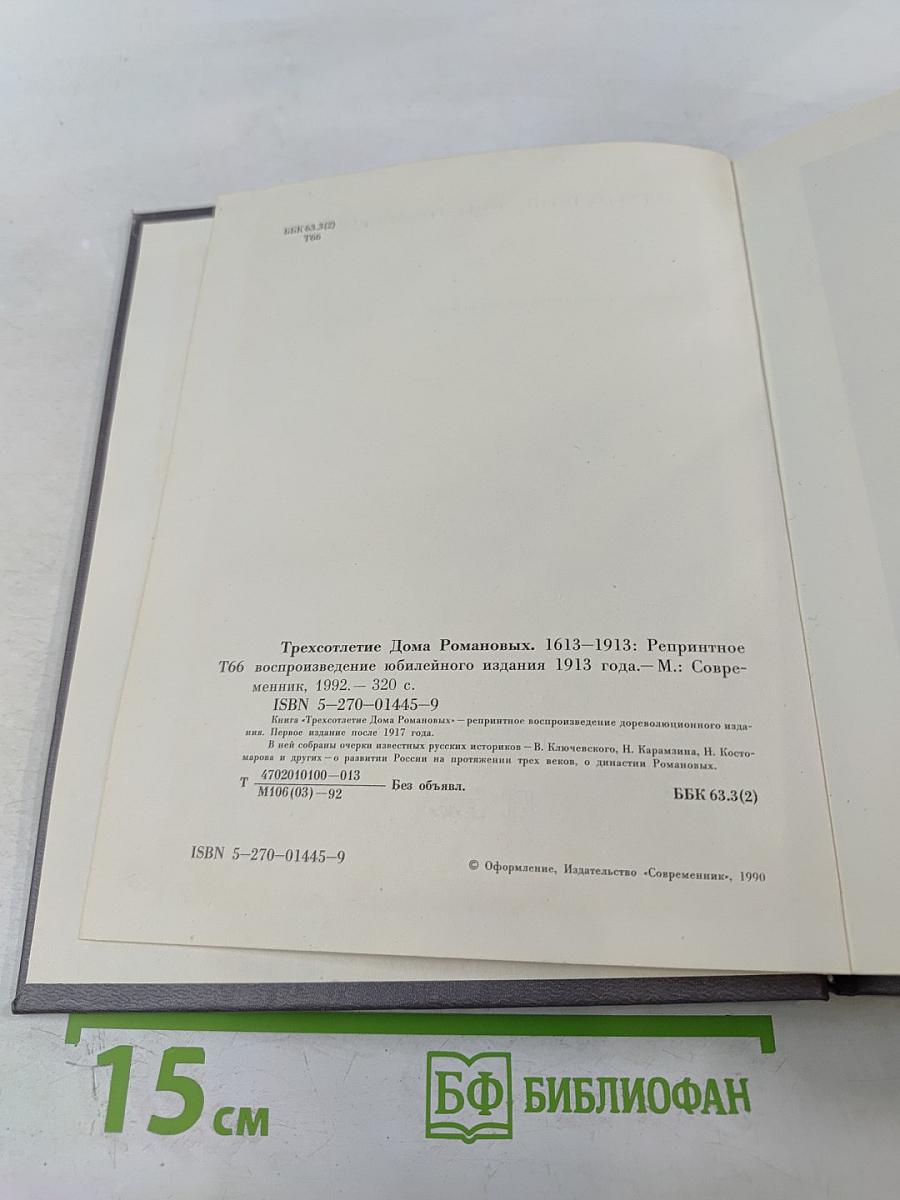 ББК 63.3(2)
Т66
Трехсотлетие Дома Романовых. 1613—1913: Репринтное
Т66 воспроизведение юбилейного издания 1913 года.— М.: Совре-
менник, 1992.— 320 с.
ISBN 5—270—01445—9
Книга «Трехсотлетие Дома Романовых» — репринтное воспроизведение дореволюционного изда-
ния. Первое издание после 1917 года.
В ней собраны очерки известных русских историков — В. Ключевского, Н. Карамзина, Н. Косто-
марова и других — о развитии России на протяжении трех веков, о династии Романовых.
4702010100—013
Т
Без объявл.
М106(03)—92
ББК 63.3(2)
ISBN 5—270—01445—9
© Оформление, Издательство «Современник», 1990
15 см
БФ БИБЛИОФАН